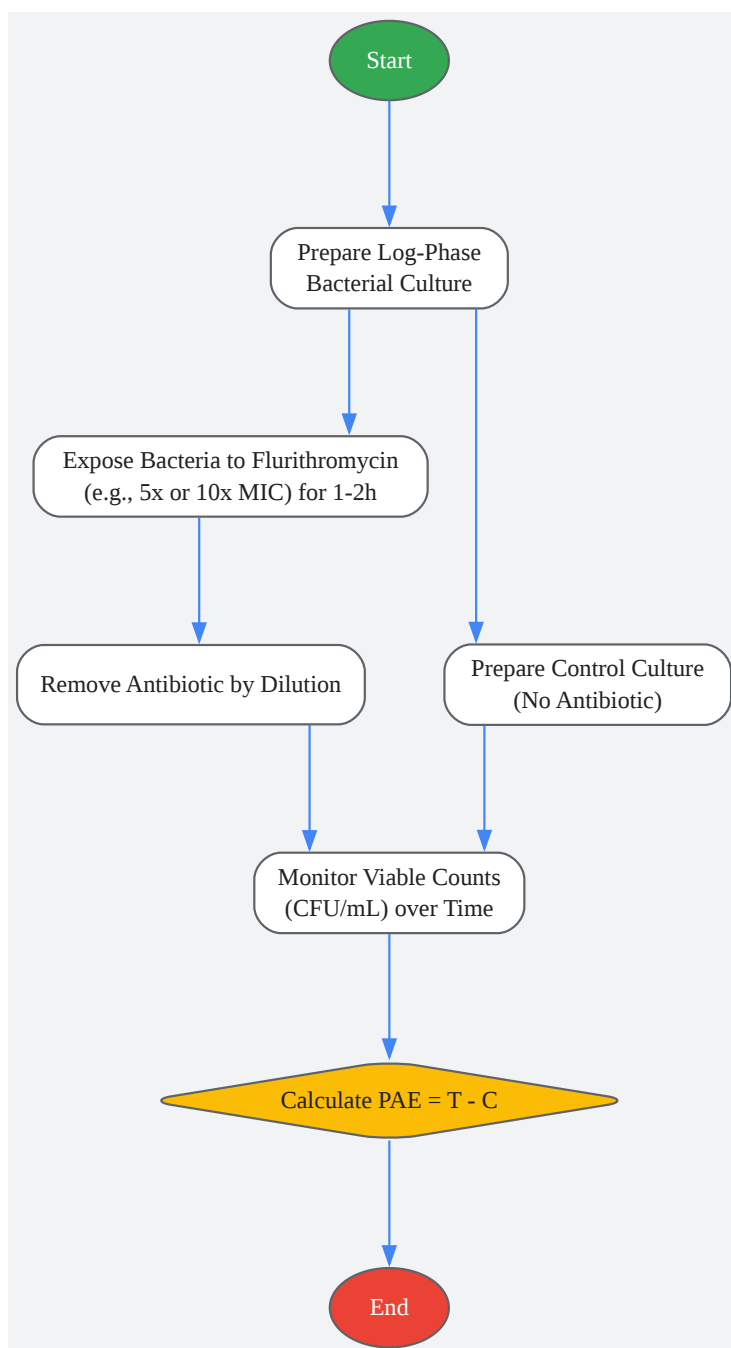 Start
Prepare Log-Phase
Bacterial Culture
Expose Bacteria to Flurithromycin
(e.g., 5x or 10x MIC) for 1-2h
Remove Antibiotic by Dilution
Prepare Control Culture
(No Antibiotic)
Monitor Viable Counts
(CFU/mL) over Time
Calculate PAE = T - C
End